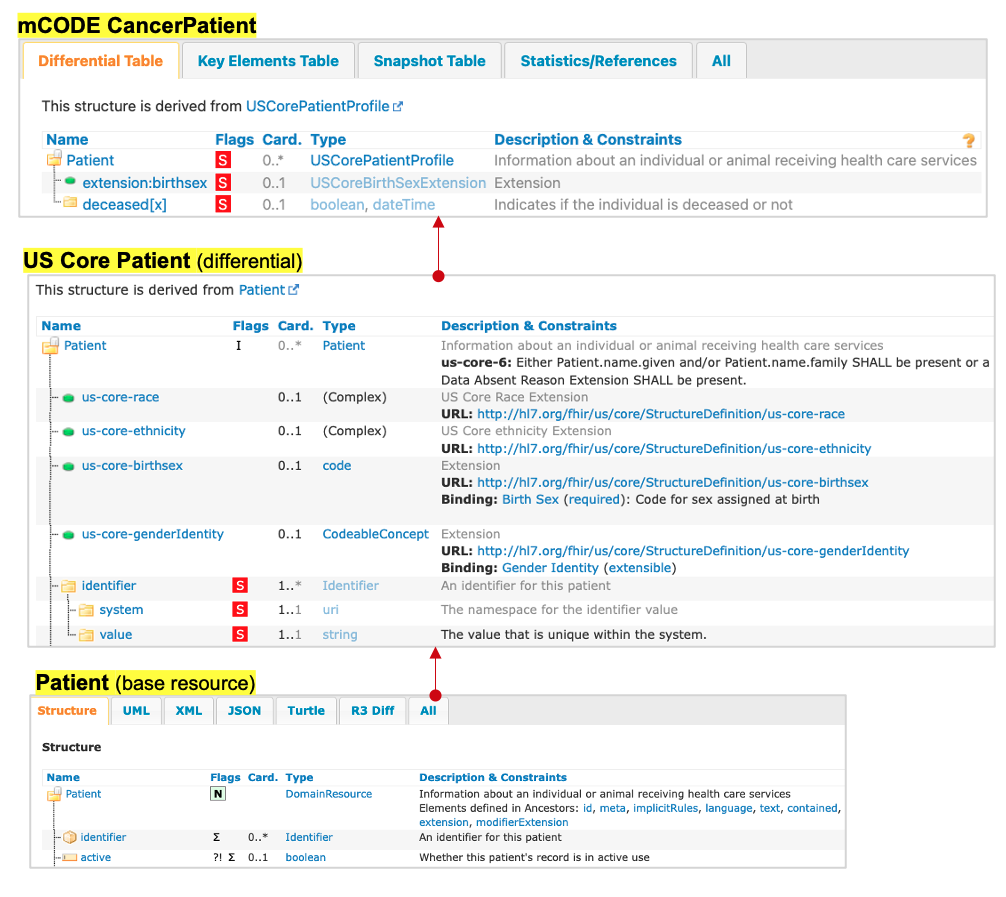 mCODE CancerPatient
Differential Table Key Elements Table Snapshot Table Statistics/References All
This structure is derived from USCorePatientProfile
Name Flags Card. Type Description & Constraints ?
Patient S 0..* USCorePatientProfile Information about an individual or animal receiving health care services
extension:birthsex S 0..1 USCoreBirthSexExtension Extension
deceased[x] S 0..1 boolean, dateTime Indicates if the individual is deceased or not
US Core Patient (differential)
This structure is derived from Patient
Name Flags Card. Type Description & Constraints
Patient I 0..* Patient Information about an individual or animal receiving health care services
us-core-6: Either Patient.name.given and/or Patient.name.family SHALL be present or a
Data Absent Reason Extension SHALL be present.
us-core-race 0..1 (Complex) US Core Race Extension
URL: http://hl7.org/fhir/us/core/StructureDefinition/us-core-race
us-core-ethnicity 0..1 (Complex) US Core ethnicity Extension
URL: http://hl7.org/fhir/us/core/StructureDefinition/us-core-ethnicity
us-core-birthsex 0..1 code Extension
URL: http://hl7.org/fhir/us/core/StructureDefinition/us-core-birthsex
Binding: Birth Sex (required): Code for sex assigned at birth
us-core-genderIdentity 0..1 CodeableConcept Extension
URL: http://hl7.org/fhir/us/core/StructureDefinition/us-core-genderIdentity
Binding: Gender Identity (extensible)
identifier S 1..* Identifier An identifier for this patient
system S 1..1 uri The namespace for the identifier value
value S 1..1 string The value that is unique within the system.
Patient (base resource)
Structure UML XML JSON Turtle R3 Diff All
Structure
Name Flags Card. Type Description & Constraints
Patient N DomainResource Information about an individual or animal receiving health care services
Elements defined in Ancestors: id, meta, implicitRules, language, text, contained,
extension, modifierExtension
identifier Σ 0..* Identifier An identifier for this patient
active ?! Σ 0..1 boolean Whether this patient's record is in active use